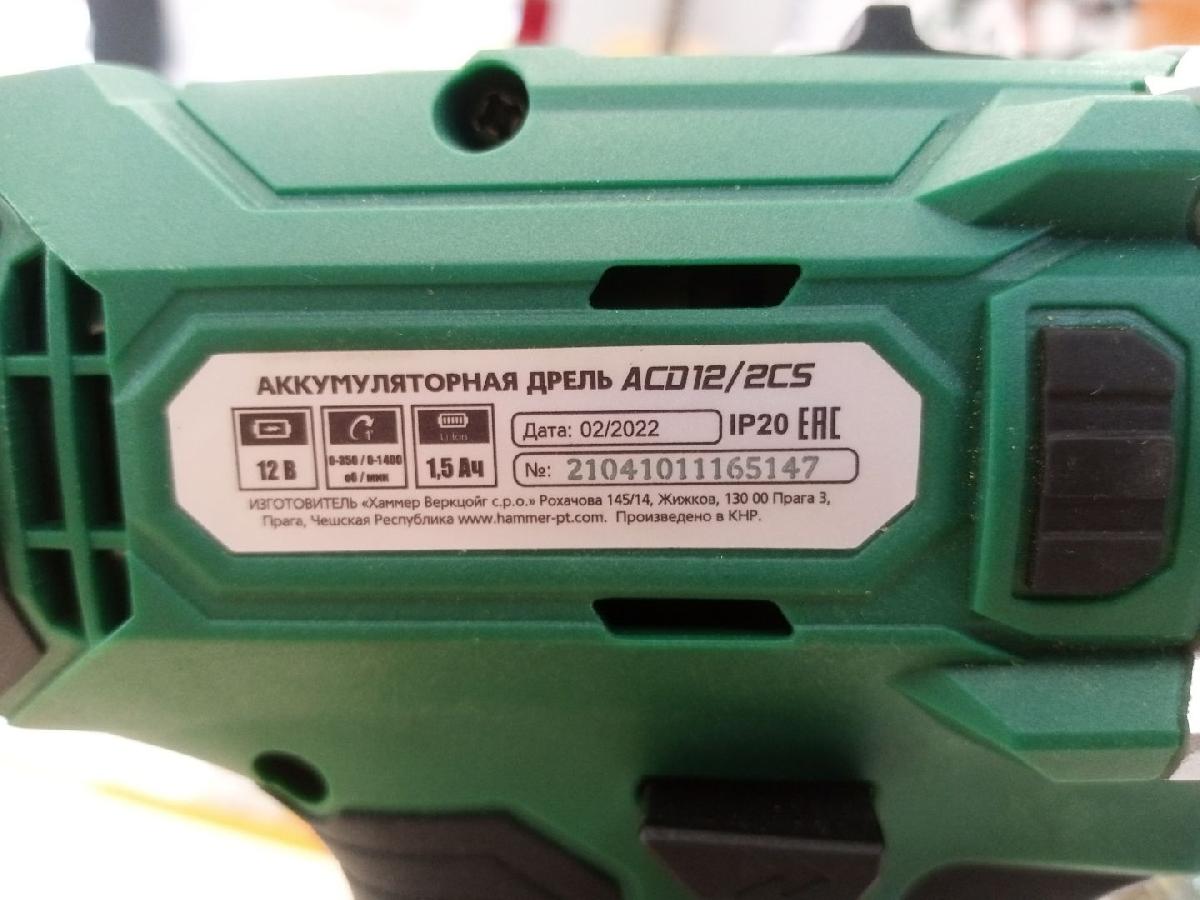 АККУМУЛЯТОРНАЯ ДРЕЛЬ ACD12/2CS
12 В
0-350 / 0-1400
об / мин
Li-Ion
1,5 Ач
Дата: 02/2022
IP20 EAC
№: 21041011165147
ИЗГОТОВИТЕЛЬ «Хаммер Веркцойг с.р.о.» Рохачова 145/14, Жижков, 130 00 Прага 3,
Прага, Чешская Республика www.hammer-pt.com. Произведено в КНР.